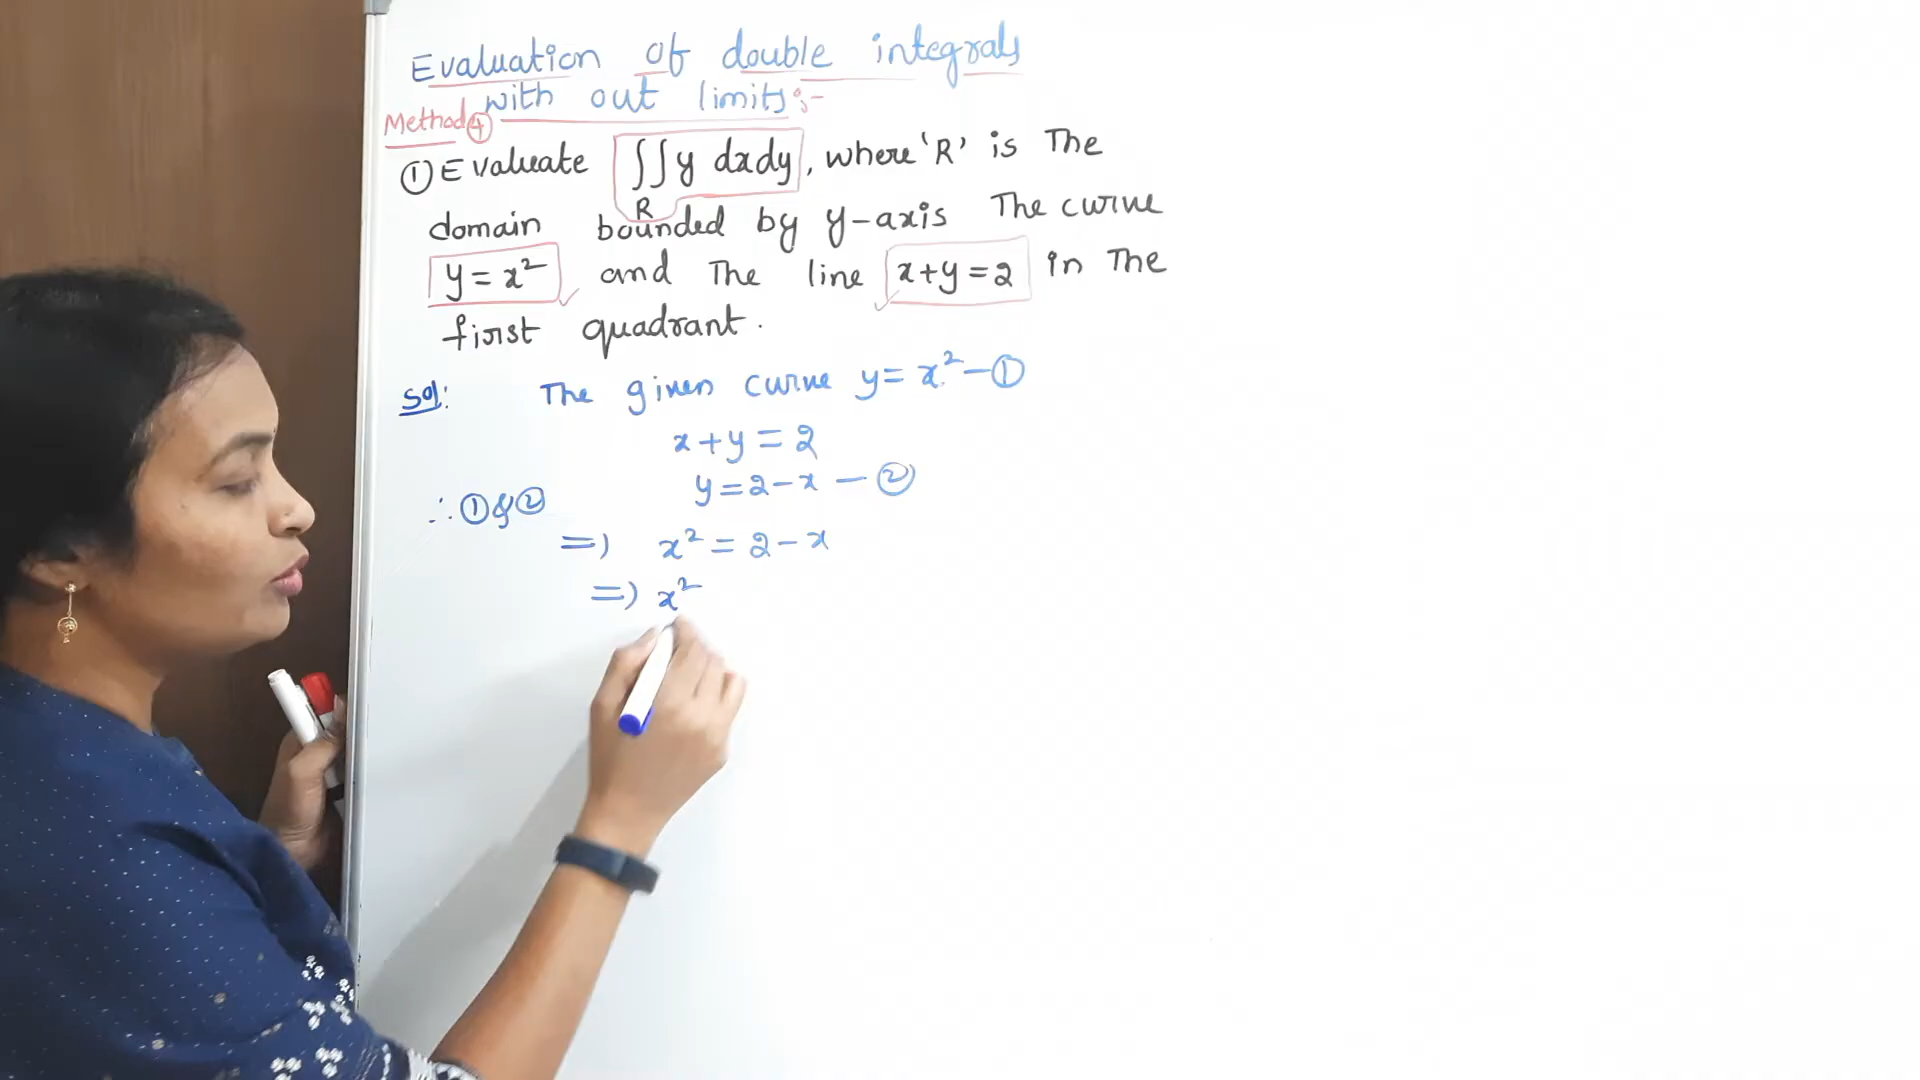 Evaluation of double integrals
with out limits:-
Method ④
① Evaluate ∬ y dxdy, where 'R' is The
R
domain bounded by y-axis The curve
y = x² and The line x+y=2 in The
first quadrant.
Sol: The given curve y = x² — ①
x + y = 2
y = 2 - x — ②
∴ ① & ②
=) x² = 2 - x
=) x²